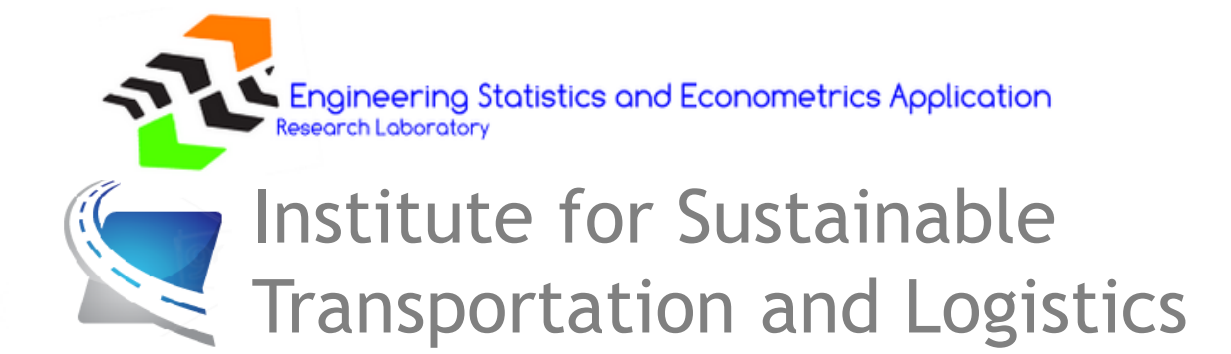 Engineering Statistics and Econometrics Application
Research Laboratory
Institute for Sustainable
Transportation and Logistics